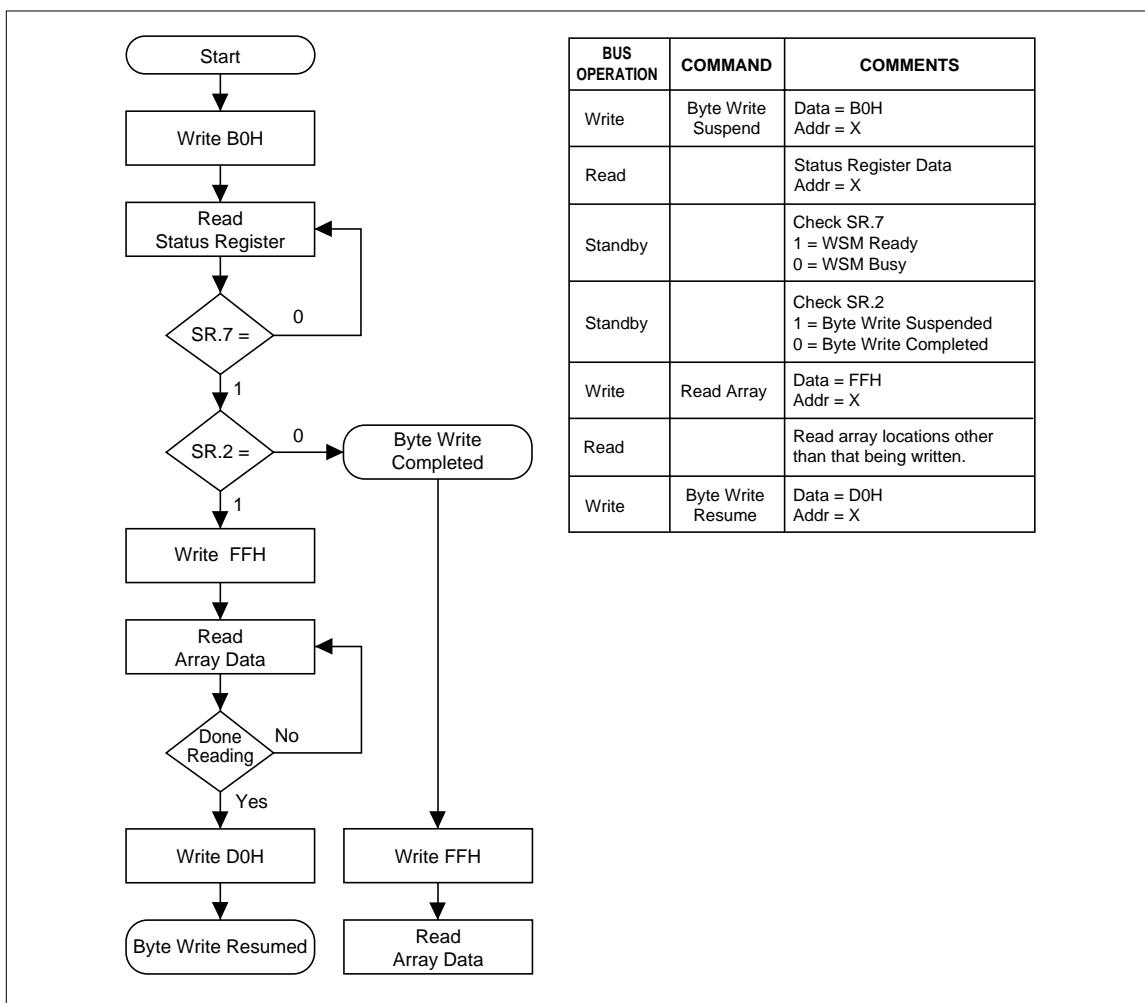 Start
Write B0H
Read
Status Register
0
SR.7 =
1
0
SR.2 =
Byte Write
Completed
1
Write FFH
Read
Array Data
Done
Reading
No
Yes
Write D0H
Write FFH
Byte Write Resumed
Read
Array Data
BUS
OPERATION
COMMAND
COMMENTS
Write
Byte Write
Suspend
Data = B0H
Addr = X
Read
Status Register Data
Addr = X
Standby
Check SR.7
1 = WSM Ready
0 = WSM Busy
Standby
Check SR.2
1 = Byte Write Suspended
0 = Byte Write Completed
Write
Read Array
Data = FFH
Addr = X
Read
Read array locations other
than that being written.
Write
Byte Write
Resume
Data = D0H
Addr = X